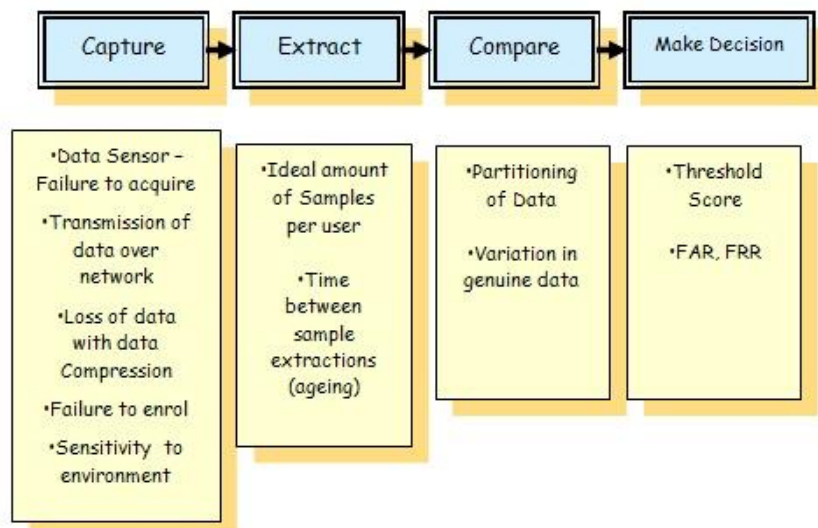 Capture
Extract
Compare
Make Decision
•Data Sensor –
Failure to acquire
•Transmission of
data over
network
•Loss of data
with data
Compression
•Failure to enrol
•Sensitivity to
environment
•Ideal amount
of Samples
per user
•Time
between
sample
extractions
(ageing)
•Partitioning
of Data
•Variation in
genuine data
•Threshold
Score
•FAR, FRR